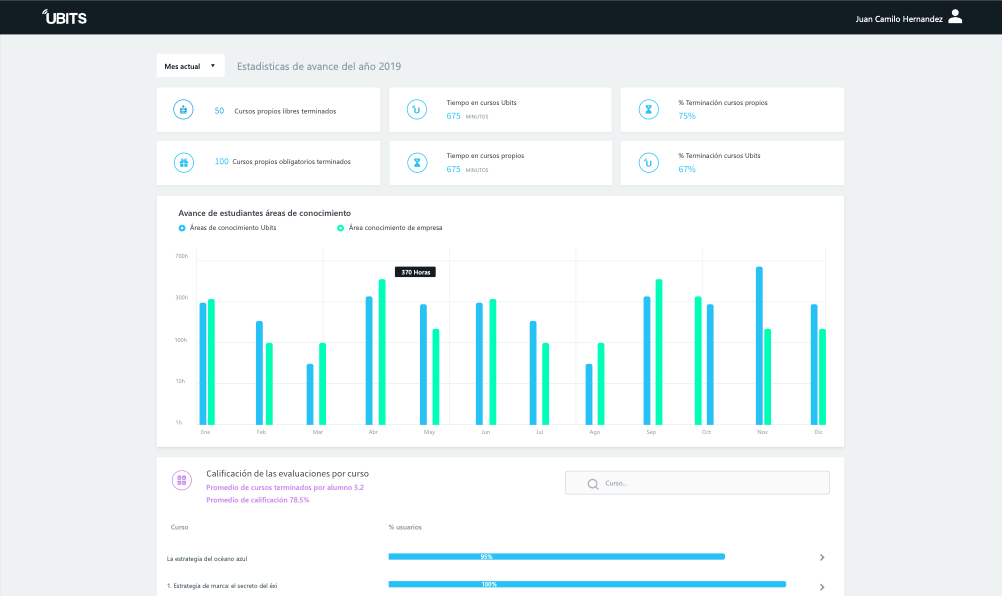 UBITS
Juan Camilo Hernandez
Mes actual
Estadisticas de avance del año 2019
50 Cursos propios libres terminados
Tiempo en cursos Ubits
675 MINUTOS
% Terminación cursos propios
75%
100 Cursos propios obligatorios terminados
Tiempo en cursos propios
675 MINUTOS
% Terminación cursos Ubits
67%
Avance de estudiantes áreas de conocimiento
Áreas de conocimiento Ubits
Área conocimiento de empresa
700h
370 Horas
300h
100h
10h
1h
Ene Feb Mar Abr May Jun Jul Ago Sep Oct Nov Dic
Calificación de las evaluaciones por curso
Promedio de cursos terminados por alumno 5.2
Promedio de calificación 78.5%
Curso...
Curso
% usuarios
La estrategia del océano azul
95%
1. Estrategia de marca: el secreto del éxi
100%